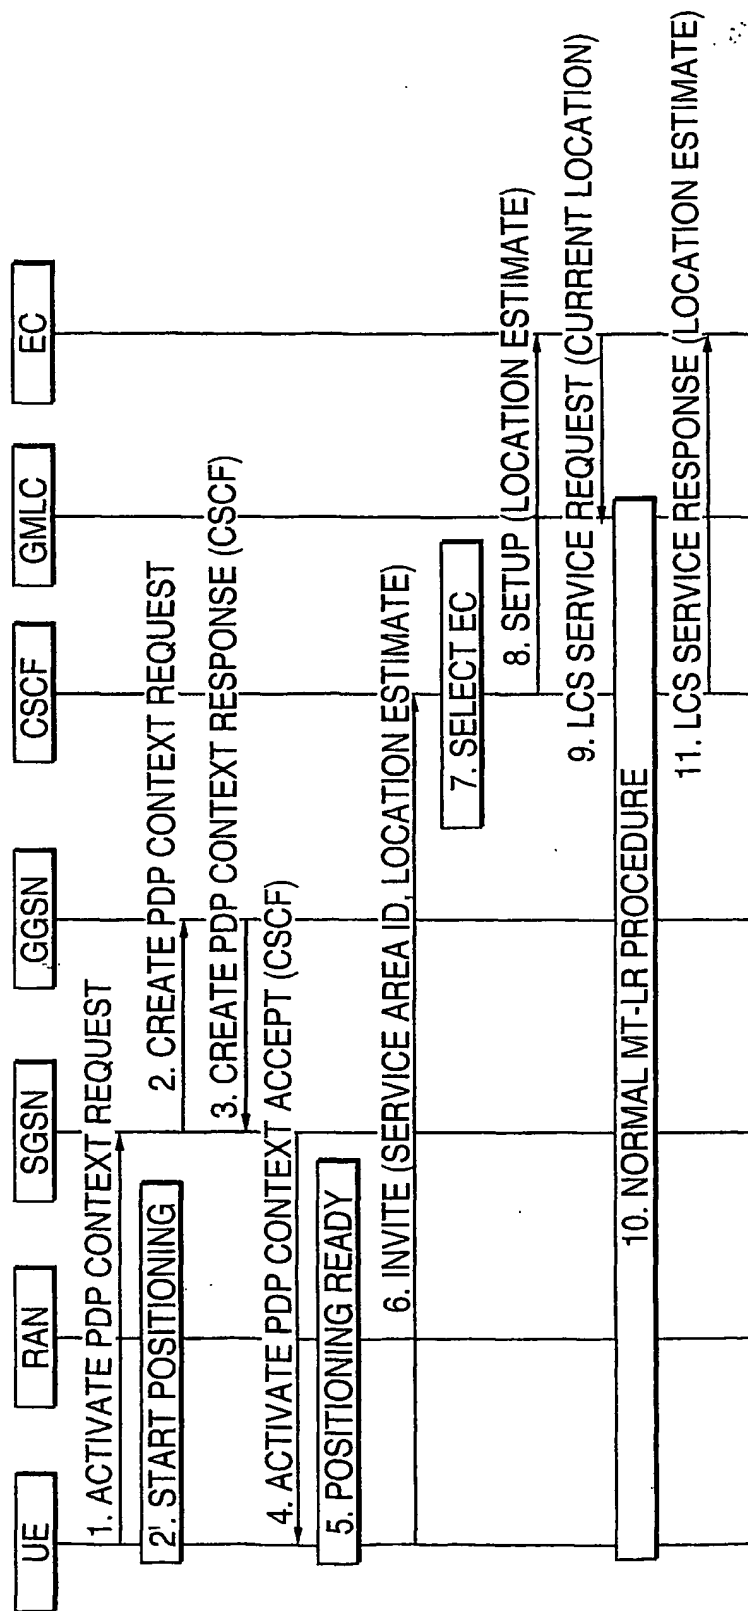 UE
RAN
SGSN
GGSN
CSCF
GMLC
EC
1. ACTIVATE PDP CONTEXT REQUEST
2'. START POSITIONING
2. CREATE PDP CONTEXT REQUEST
3. CREATE PDP CONTEXT RESPONSE (CSCF)
4. ACTIVATE PDP CONTEXT ACCEPT (CSCF)
5. POSITIONING READY
6. INVITE (SERVICE AREA ID, LOCATION ESTIMATE)
7. SELECT EC
8. SETUP (LOCATION ESTIMATE)
9. LCS SERVICE REQUEST (CURRENT LOCATION)
10. NORMAL MT-LR PROCEDURE
11. LCS SERVICE RESPONSE (LOCATION ESTIMATE)